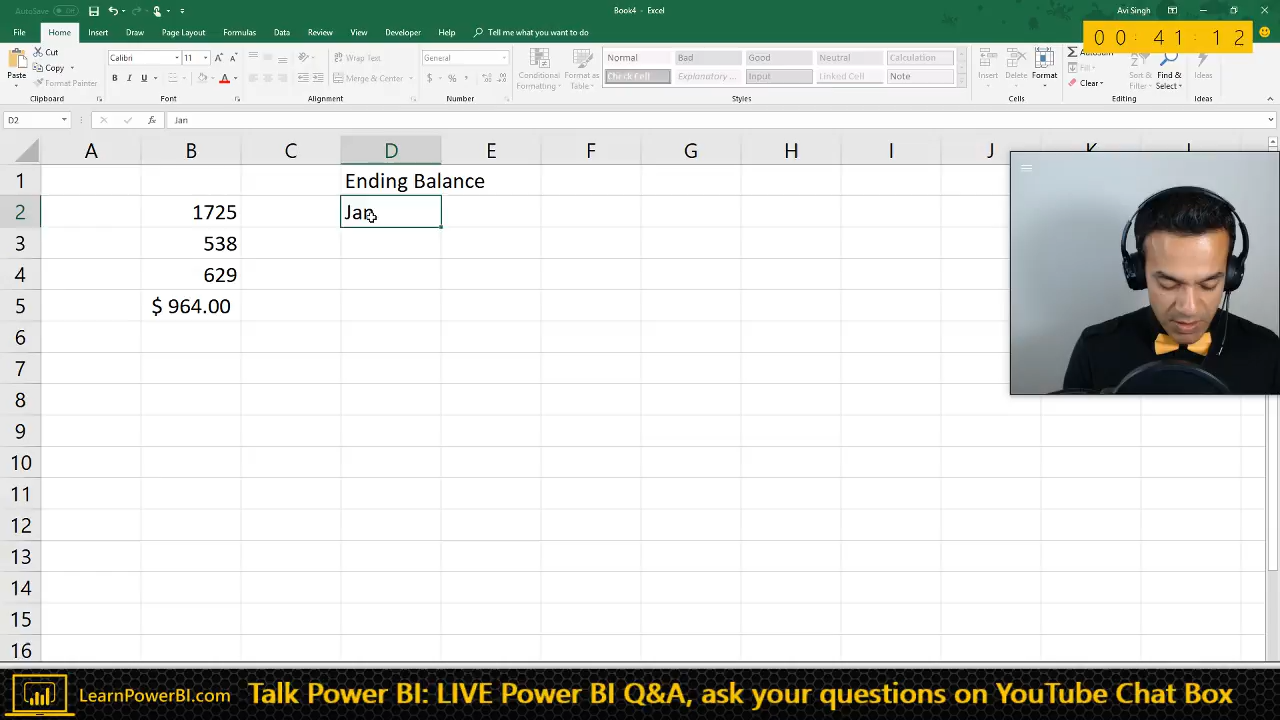 AutoSave Off
Book4 - Excel
Avi Singh
File Home Insert Draw Page Layout Formulas Data Review View Developer Help Tell me what you want to do
00:41:12
Paste
Cut
Copy
Format Painter
Clipboard
Calibri 11
B I U
Font
Wrap Text
Merge & Center
Alignment
General
$ % ,
Number
Conditional Formatting
Format as Table
Normal Bad Good Neutral Calculation
Check Cell Explanatory ... Input Linked Cell Note
Styles
Insert Delete Format
Cells
AutoSum
Fill
Clear
Sort & Filter
Find & Select
Editing
Ideas
Ideas
D2
fx
Jan
A B C D E F G H I J K L
1 Ending Balance
2 1725 Jan
3 538
4 629
5 $ 964.00
6
7
8
9
10
11
12
13
14
15
16
LearnPowerBI.com
Talk Power BI: LIVE Power BI Q&A, ask your questions on YouTube Chat Box